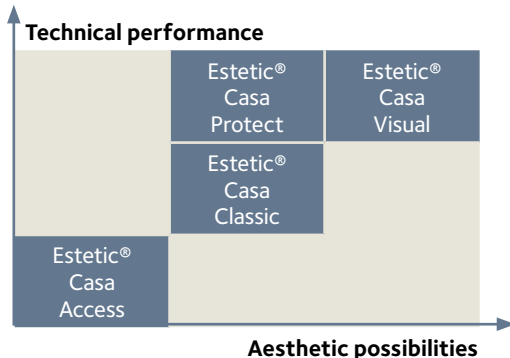 Technical performance
Estetic®
Casa
Protect
Estetic®
Casa
Visual
Estetic®
Casa
Classic
Estetic®
Casa
Access
Aesthetic possibilities